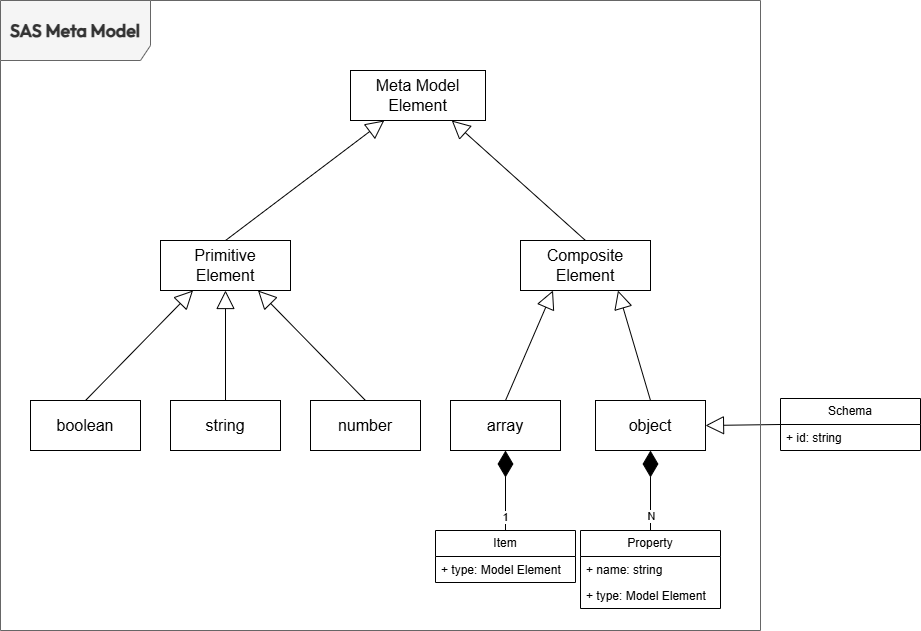 SAS Meta Model
Meta Model
Element
Primitive
Element
Composite
Element
boolean
string
number
array
object
Schema
+ id: string
1
N
Item
+ type: Model Element
Property
+ name: string
+ type: Model Element